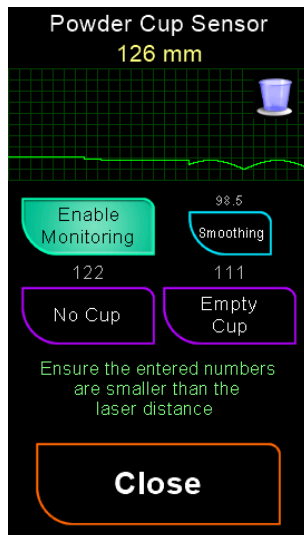 Powder Cup Sensor
126 mm
Enable
Monitoring
98.5
Smoothing
122
111
No Cup
Empty
Cup
Ensure the entered numbers
are smaller than the
laser distance
Close